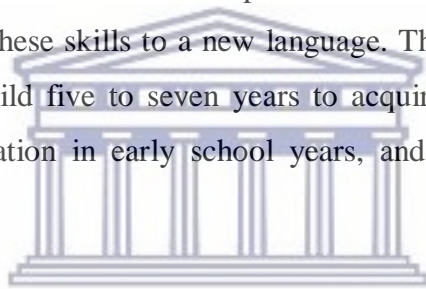 these skills to a new language. Th
ild five to seven years to acquir
ation in early school years, and